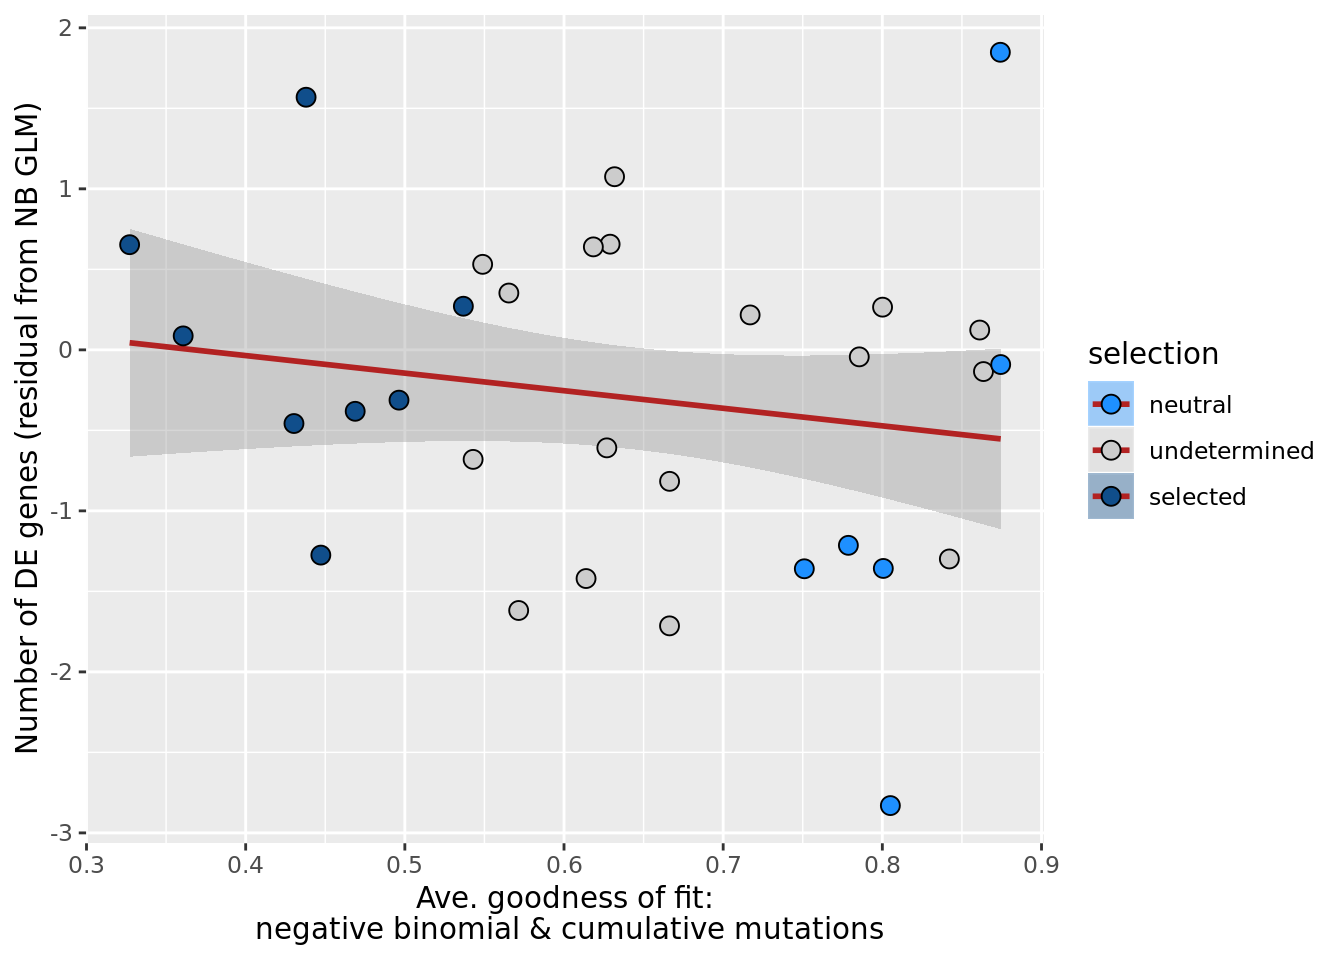 Number of DE genes (residual from NB GLM)
2
1
0
-1
-2
-3
0.3 0.4 0.5 0.6 0.7 0.8 0.9
Ave. goodness of fit:
negative binomial & cumulative mutations
selection
neutral
undetermined
selected